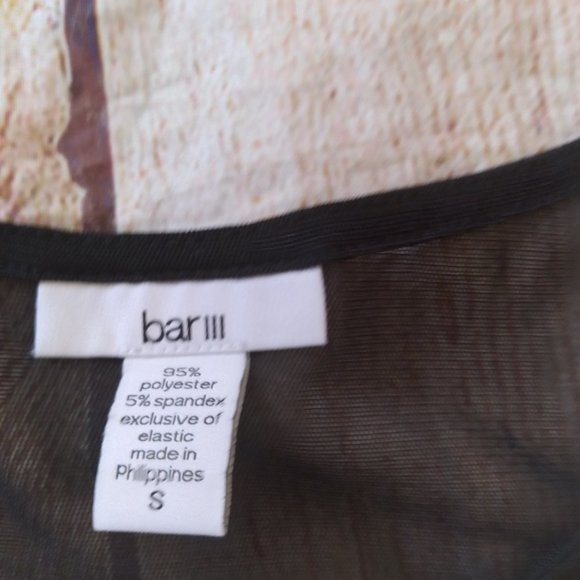 bar III
95%
polyester
5% spandex
exclusive of
elastic
made in
Philippines
S